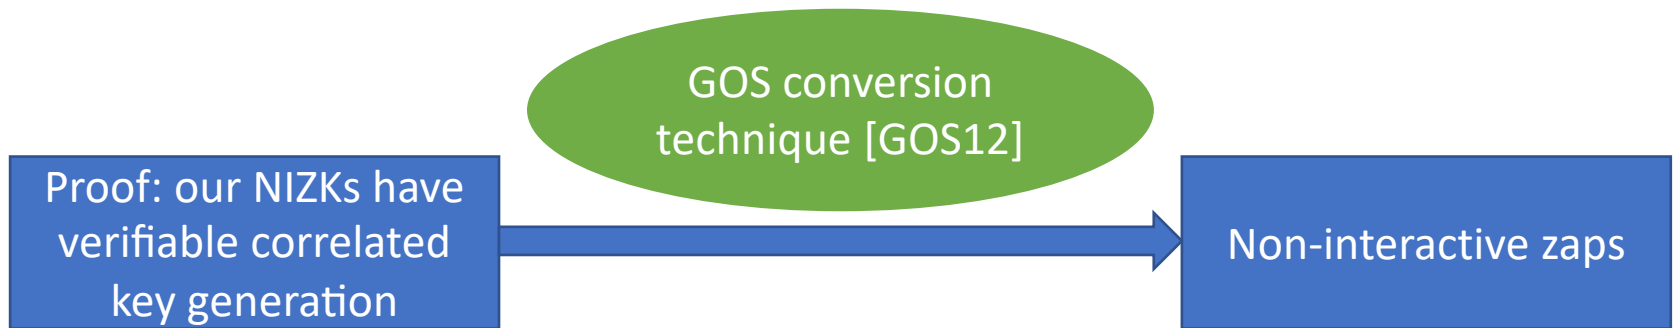 GOS conversion
technique [GOS12]
Proof: our NIZKs have
verifiable correlated
key generation
Non-interactive zaps